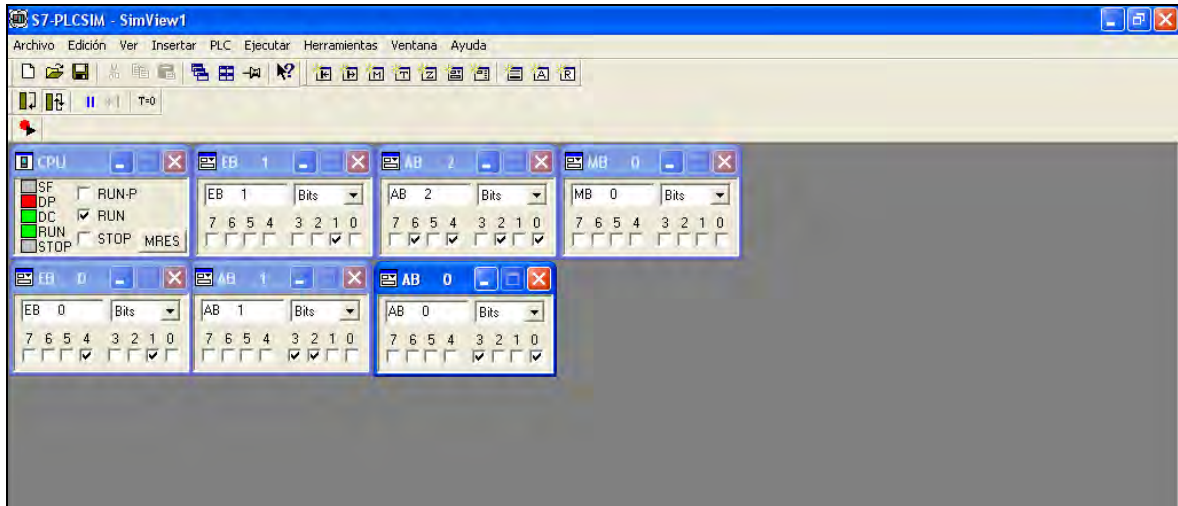 S7-PLCSIM - SimView1
Archivo Edición Ver Insertar PLC Ejecutar Herramientas Ventana Ayuda
T=0
CPU
SF
DP
DC
RUN
STOP
RUN-P
RUN
STOP
MRES
EB 1
EB 1 Bits
7 6 5 4 3 2 1 0
AB 2
AB 2 Bits
7 6 5 4 3 2 1 0
MB 0
MB 0 Bits
7 6 5 4 3 2 1 0
EB 0
EB 0 Bits
7 6 5 4 3 2 1 0
AB 1
AB 1 Bits
7 6 5 4 3 2 1 0
AB 0
AB 0 Bits
7 6 5 4 3 2 1 0